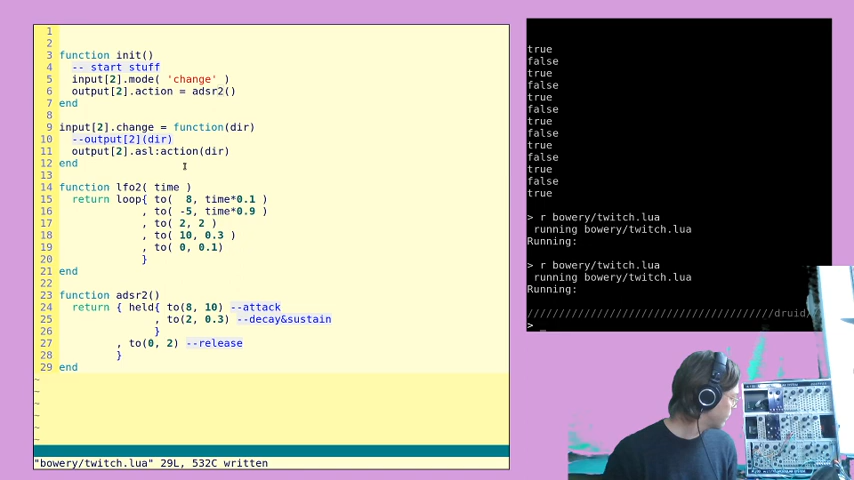 1
2
3 function init()
4 -- start stuff
5 input[2].mode( 'change' )
6 output[2].action = adsr2()
7 end
8
9 input[2].change = function(dir)
10 --output[2](dir)
11 output[2].asl:action(dir)
12 end
13
14 function lfo2( time )
15 return loop{ to( 8, time*0.1 )
16 , to( -5, time*0.9 )
17 , to( 2, 2 )
18 , to( 10, 0.3 )
19 , to( 0, 0.1)
20 }
21 end
22
23 function adsr2()
24 return { held{ to(8, 10) --attack
25 , to(2, 0.3) --decay&sustain
26 }
27 , to(0, 2) --release
28 }
29 end
~
~
~
~
~
~
"bowery/twitch.lua" 29L, 532C written
true
false
true
false
true
false
true
false
true
false
true
false
true
> r bowery/twitch.lua
running bowery/twitch.lua
Running:
> r bowery/twitch.lua
running bowery/twitch.lua
Running:
/////////////////////////////////////////druid/
> _